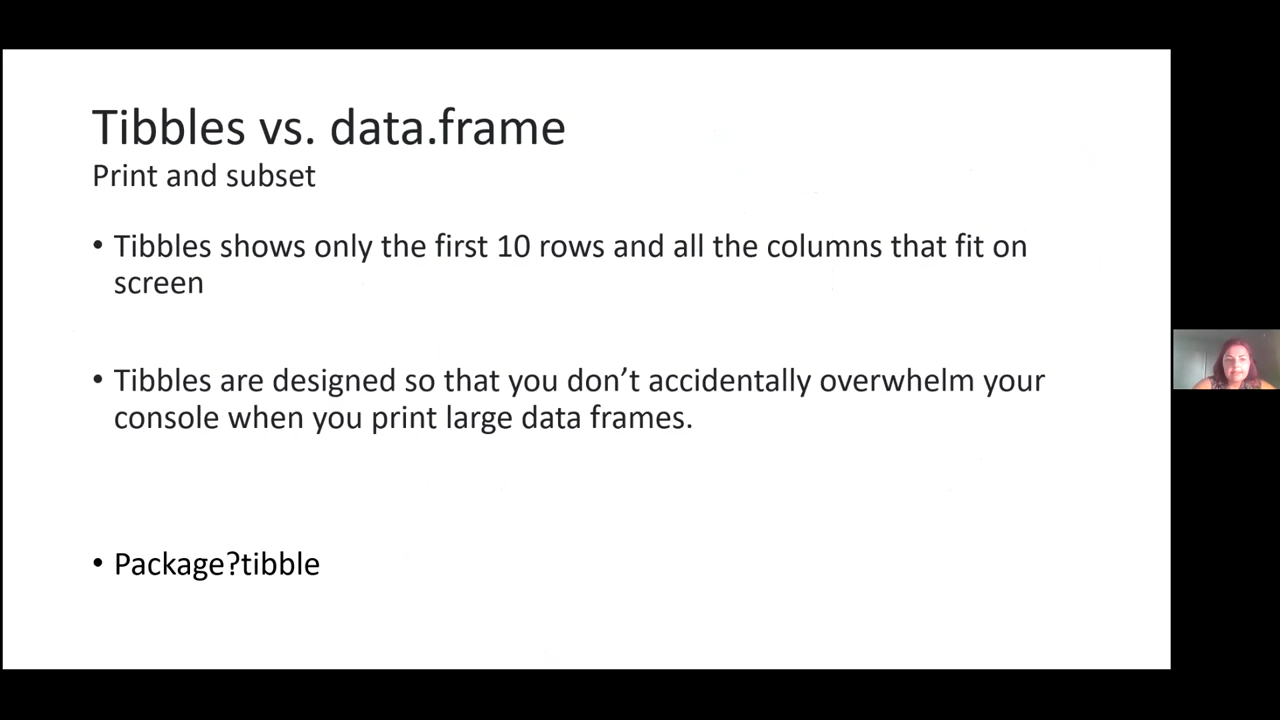 Tibbles vs. data.frame
Print and subset
• Tibbles shows only the first 10 rows and all the columns that fit on
screen
• Tibbles are designed so that you don’t accidentally overwhelm your
console when you print large data frames.
• Package?tibble